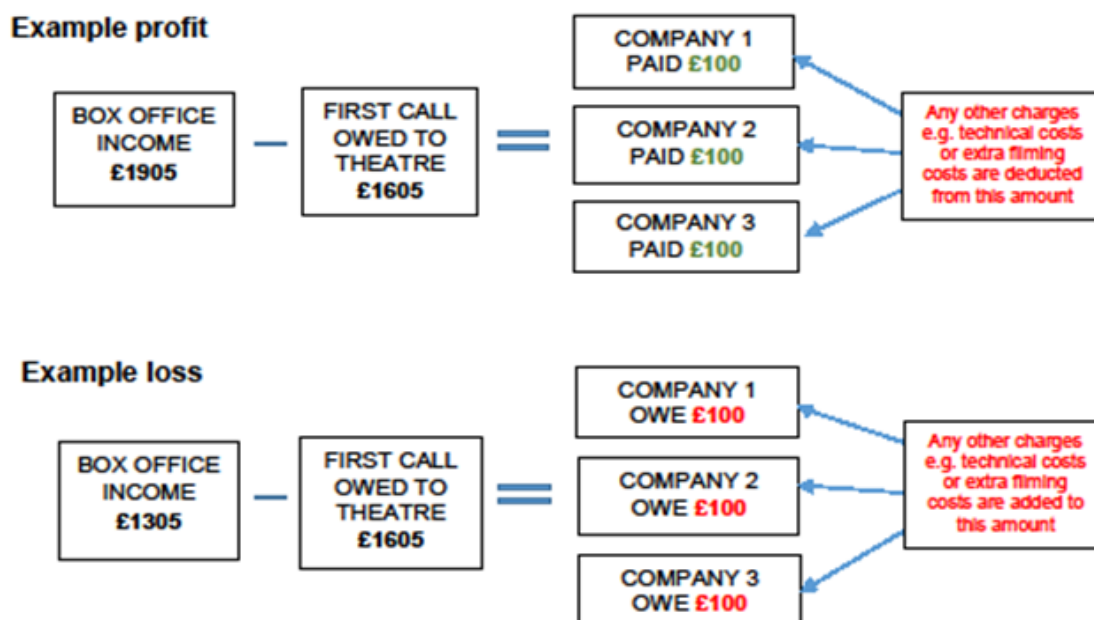 Example profit
BOX OFFICE
INCOME
£1905
FIRST CALL
OWED TO
THEATRE
£1605
COMPANY 1
PAID £100
COMPANY 2
PAID £100
COMPANY 3
PAID £100
Any other charges
e.g. technical costs
or extra filming
costs are deducted
from this amount
Example loss
BOX OFFICE
INCOME
£1305
FIRST CALL
OWED TO
THEATRE
£1605
COMPANY 1
OWE £100
COMPANY 2
OWE £100
COMPANY 3
OWE £100
Any other charges
e.g. technical costs
or extra filming
costs are added to
this amount